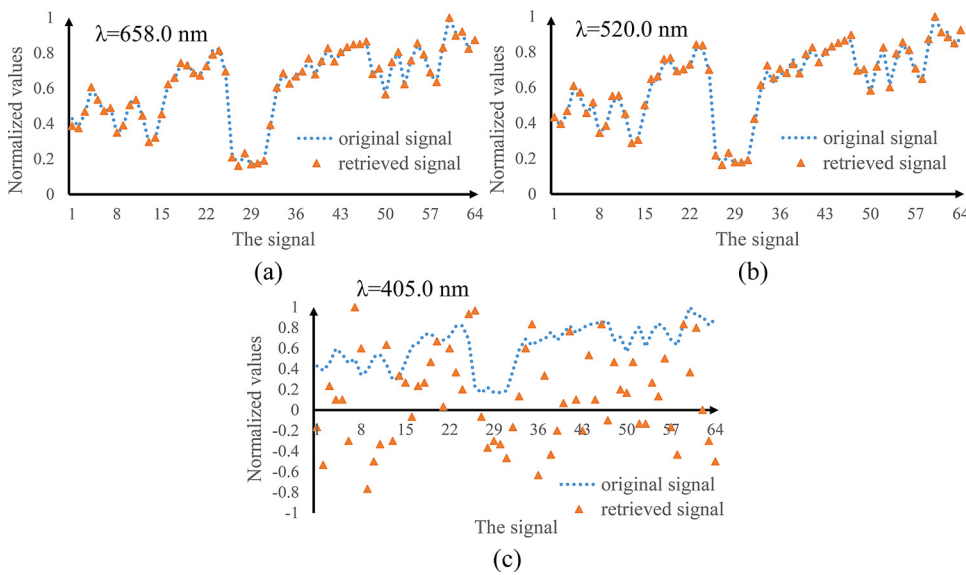 λ=658.0 nm
Normalized values
1
0.8
0.6
0.4
0.2
0
original signal
retrieved signal
1 8 15 22 29 36 43 50 57 64
The signal
(a)
λ=520.0 nm
Normalized values
1
0.8
0.6
0.4
0.2
0
original signal
retrieved signal
1 8 15 22 29 36 43 50 57 64
The signal
(b)
λ=405.0 nm
Normalized values
1
0.8
0.6
0.4
0.2
0
-0.2
-0.4
-0.6
-0.8
-1
1 8 15 22 29 36 43 50 57 64
original signal
retrieved signal
The signal
(c)